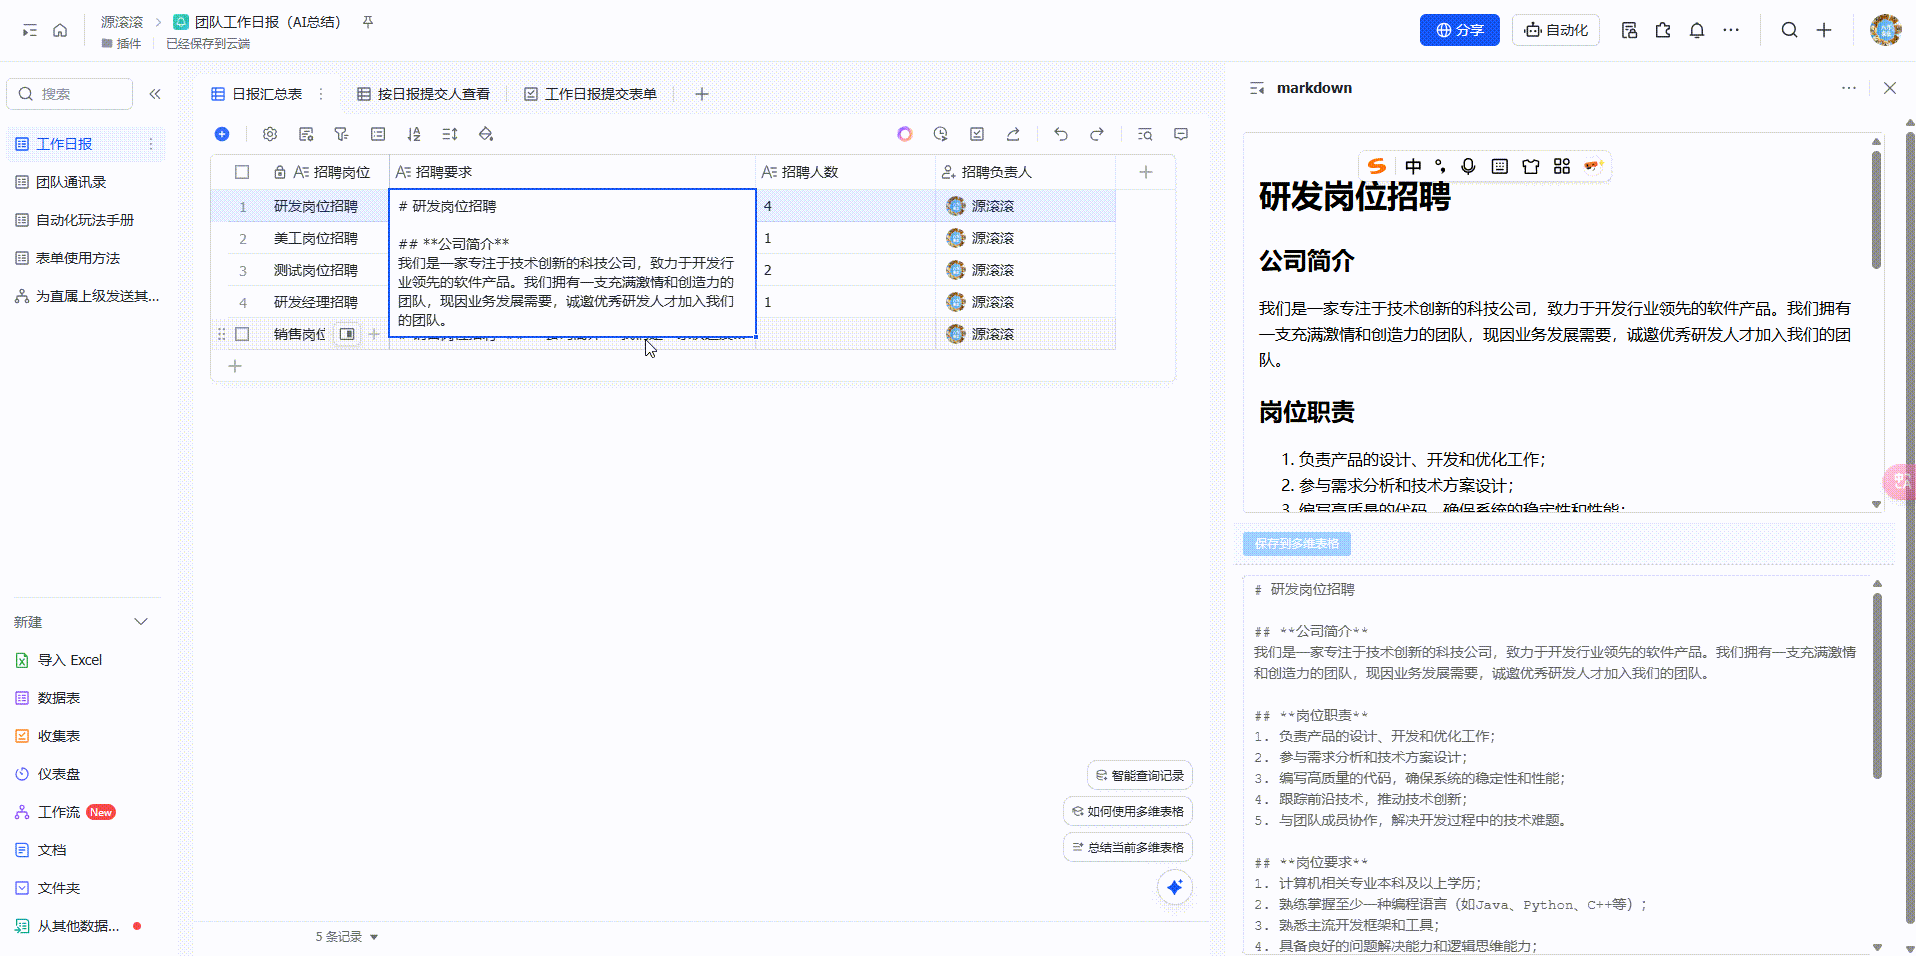 源滚滚 > 团队工作日报（AI总结）
插件 已经保存到云端
分享
自动化
搜索
工作日报
团队通讯录
自动化玩法手册
表单使用方法
为直属上级发送其...
新建
导入 Excel
数据表
收集表
仪表盘
工作流 New
文档
文件夹
从其他数据...
日报汇总表
按日报提交人查看
工作日报提交表单
招聘岗位 招聘要求 招聘人数 招聘负责人
1 研发岗位招聘 4 源滚滚
2 美工岗位招聘 1 源滚滚
3 测试岗位招聘 2 源滚滚
4 研发经理招聘 1 源滚滚
销售岗位 源滚滚
# 研发岗位招聘
## **公司简介**
我们是一家专注于技术创新的科技公司，致力于开发行
业领先的软件产品。我们拥有一支充满激情和创造力的
团队，现因业务发展需要，诚邀优秀研发人才加入我们
的团队。
智能查询记录
如何使用多维表格
总结当前多维表格
5 条记录
markdown
中
研发岗位招聘
公司简介
我们是一家专注于技术创新的科技公司，致力于开发行业领先的软件产品。我们拥有
一支充满激情和创造力的团队，现因业务发展需要，诚邀优秀研发人才加入我们的团
队。
岗位职责
1. 负责产品的设计、开发和优化工作；
2. 参与需求分析和技术方案设计；
3. 编写高质量的代码，确保系统的稳定性和性能；
保存到多维表格
# 研发岗位招聘
## **公司简介**
我们是一家专注于技术创新的科技公司，致力于开发行业领先的软件产品。我们拥有一支充满激情
和创造力的团队，现因业务发展需要，诚邀优秀研发人才加入我们的团队。
## **岗位职责**
1. 负责产品的设计、开发和优化工作；
2. 参与需求分析和技术方案设计；
3. 编写高质量的代码，确保系统的稳定性和性能；
4. 跟踪前沿技术，推动技术创新；
5. 与团队成员协作，解决开发过程中的技术难题。
## **岗位要求**
1. 计算机相关专业本科及以上学历；
2. 熟练掌握至少一种编程语言（如Java、Python、C++等）；
3. 熟悉主流开发框架和工具；
4. 具备良好的问题解决能力和逻辑思维能力；